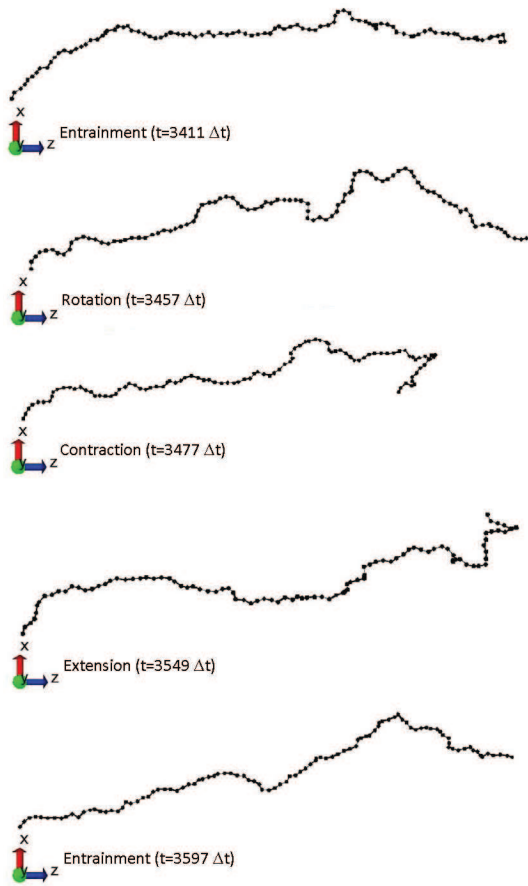 x
y z
Entrainment (t=3411 Δt)
x
y z
Rotation (t=3457 Δt)
x
y z
Contraction (t=3477 Δt)
x
y z
Extension (t=3549 Δt)
x
y z
Entrainment (t=3597 Δt)